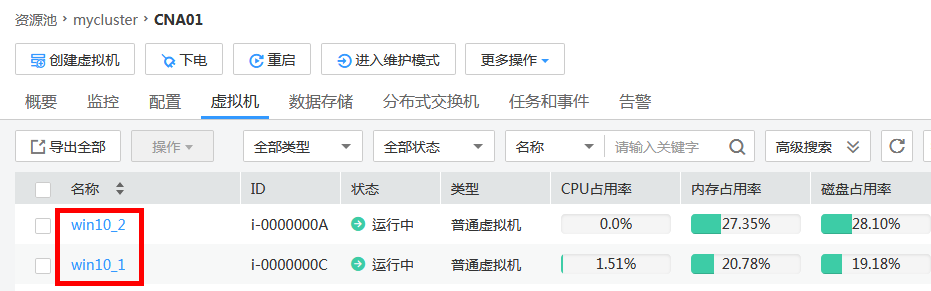 资源池 › mycluster › CNA01
创建虚拟机 下电 重启 进入维护模式 更多操作
概要 监控 配置 虚拟机 数据存储 分布式交换机 任务和事件 告警
导出全部 操作 全部类型 全部状态 名称 请输入关键字 高级搜索
名称 ID 状态 类型 CPU占用率 内存占用率 磁盘占用率
win10_2 i-0000000A 运行中 普通虚拟机 0.0% 27.35% 28.10%
win10_1 i-0000000C 运行中 普通虚拟机 1.51% 20.78% 19.18%